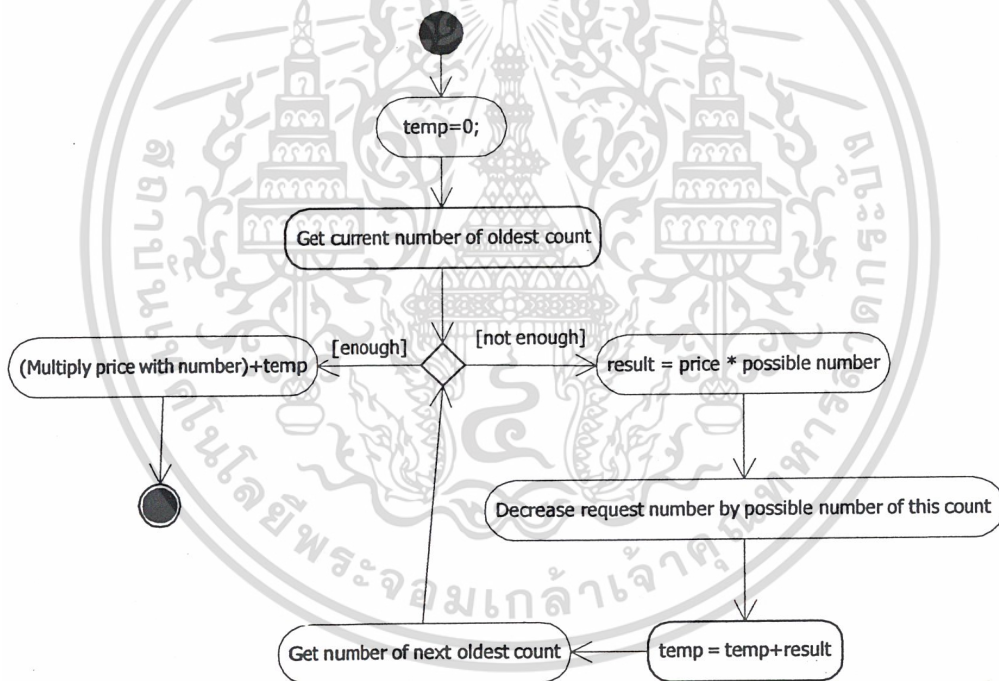 temp=0;
Get current number of oldest count
[enough]
[not enough]
(Multiply price with number)+temp
result = price * possible number
Decrease request number by possible number of this count
temp = temp+result
Get number of next oldest count